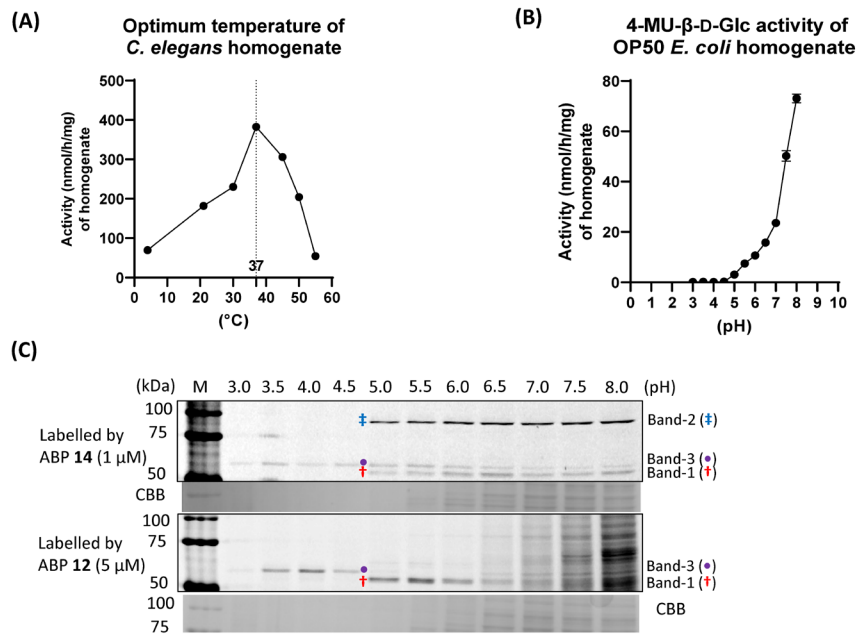 (A)
Optimum temperature of
C. elegans homogenate
Activity (nmol/h/mg)
of homogenate
500
400
300
200
100
0
37
0 10 20 30 40 50 60
(°C)
(B)
4-MU-β-D-Glc activity of
OP50 E. coli homogenate
Activity (nmol/h/mg)
of homogenate
80
60
40
20
0
0 1 2 3 4 5 6 7 8 9 10
(pH)
(C)
(kDa) M 3.0 3.5 4.0 4.5 5.0 5.5 6.0 6.5 7.0 7.5 8.0 (pH)
Labelled by
ABP 14 (1 μM)
100
75
50
‡
•
†
Band-2 (‡)
Band-3 (•)
Band-1 (†)
CBB
Labelled by
ABP 12 (5 μM)
100
75
50
•
†
Band-3 (•)
Band-1 (†)
100
75
CBB